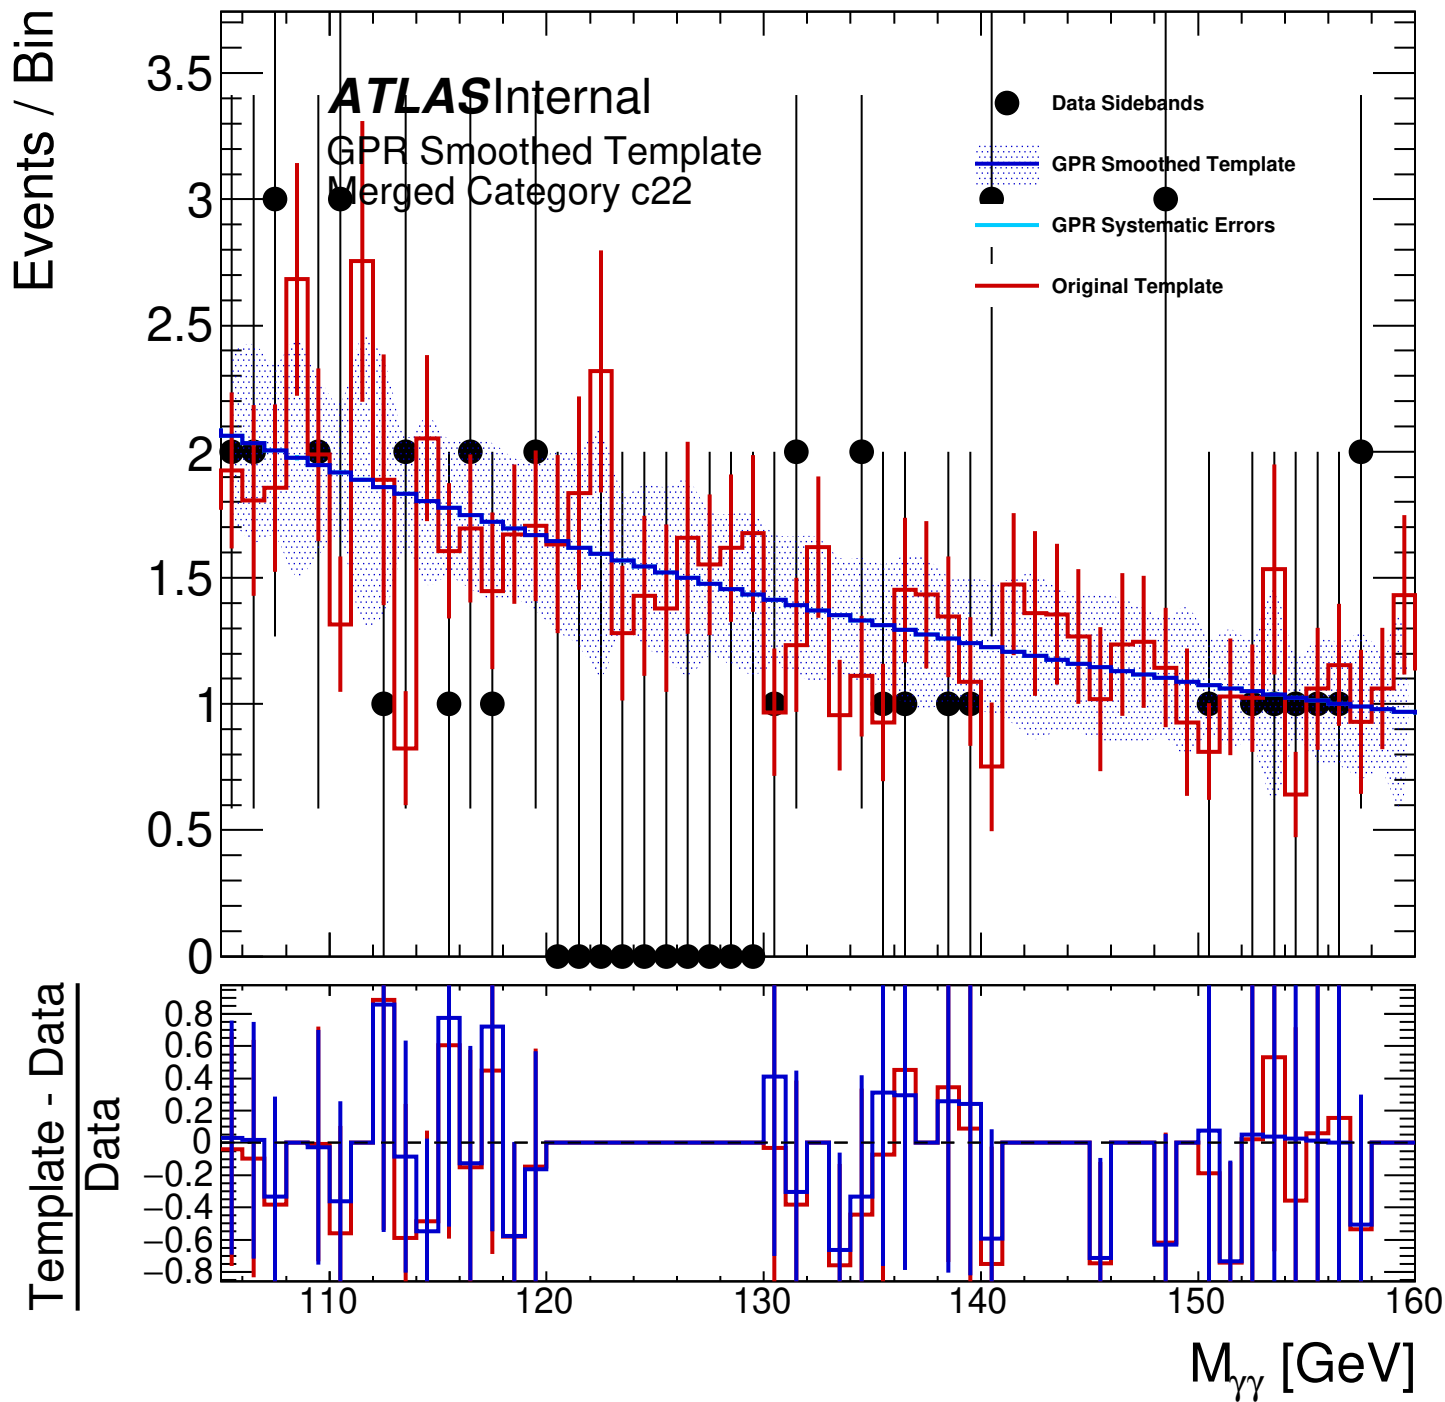 Events / Bin
3.5
3
2.5
2
1.5
1
0.5
0
ATLAS Internal
GPR Smoothed Template
Merged Category c22
Data Sidebands
GPR Smoothed Template
GPR Systematic Errors
Original Template
Template - Data
Data
0.8
0.6
0.4
0.2
0
−0.2
−0.4
−0.6
−0.8
110 120 130 140 150 160
Mγγ [GeV]